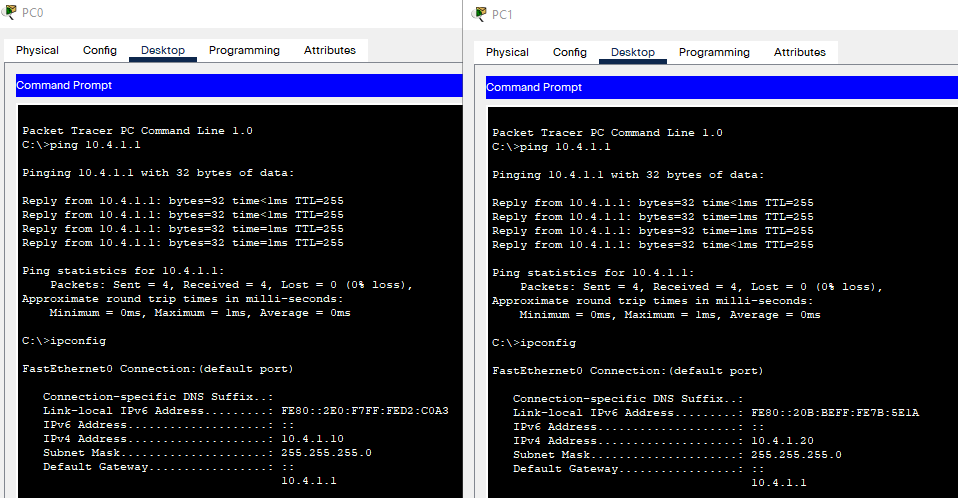 PC0
Physical Config Desktop Programming Attributes
Command Prompt
Packet Tracer PC Command Line 1.0
C:\>ping 10.4.1.1
Pinging 10.4.1.1 with 32 bytes of data:
Reply from 10.4.1.1: bytes=32 time<1ms TTL=255
Reply from 10.4.1.1: bytes=32 time<1ms TTL=255
Reply from 10.4.1.1: bytes=32 time=1ms TTL=255
Reply from 10.4.1.1: bytes=32 time=1ms TTL=255
Ping statistics for 10.4.1.1:
Packets: Sent = 4, Received = 4, Lost = 0 (0% loss),
Approximate round trip times in milli-seconds:
Minimum = 0ms, Maximum = 1ms, Average = 0ms
C:\>ipconfig
FastEthernet0 Connection:(default port)
Connection-specific DNS Suffix..:
Link-local IPv6 Address.........: FE80::2E0:F7FF:FED2:C0A3
IPv6 Address....................: ::
IPv4 Address....................: 10.4.1.10
Subnet Mask.....................: 255.255.255.0
Default Gateway.................: ::
10.4.1.1
PC1
Physical Config Desktop Programming Attributes
Command Prompt
Packet Tracer PC Command Line 1.0
C:\>ping 10.4.1.1
Pinging 10.4.1.1 with 32 bytes of data:
Reply from 10.4.1.1: bytes=32 time<1ms TTL=255
Reply from 10.4.1.1: bytes=32 time<1ms TTL=255
Reply from 10.4.1.1: bytes=32 time=1ms TTL=255
Reply from 10.4.1.1: bytes=32 time<1ms TTL=255
Ping statistics for 10.4.1.1:
Packets: Sent = 4, Received = 4, Lost = 0 (0% loss),
Approximate round trip times in milli-seconds:
Minimum = 0ms, Maximum = 1ms, Average = 0ms
C:\>ipconfig
FastEthernet0 Connection:(default port)
Connection-specific DNS Suffix..:
Link-local IPv6 Address.........: FE80::20B:BEFF:FE7B:5E1A
IPv6 Address....................: ::
IPv4 Address....................: 10.4.1.20
Subnet Mask.....................: 255.255.255.0
Default Gateway.................: ::
10.4.1.1